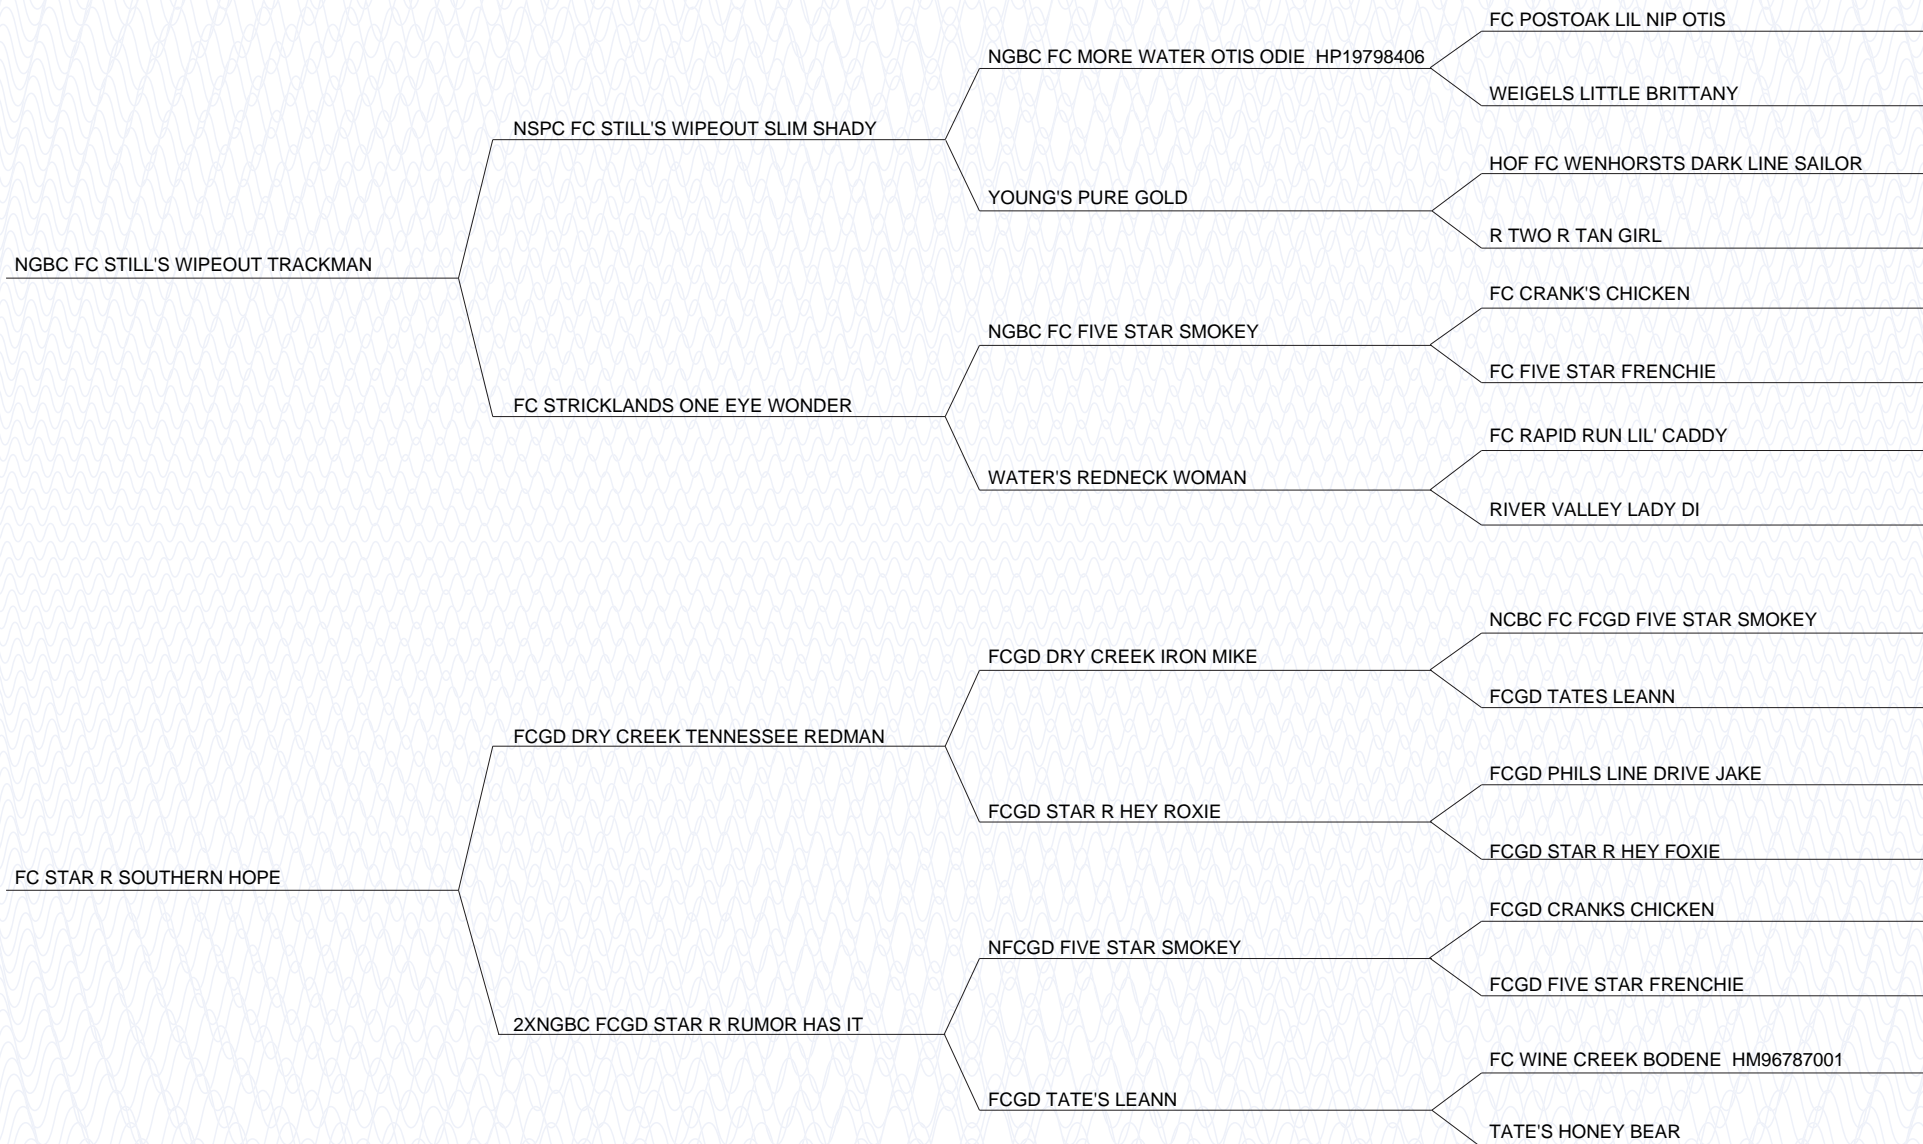 FC POSTOAK LIL NIP OTIS
NGBC FC MORE WATER OTIS ODIE  HP19798406
WEIGELS LITTLE BRITTANY
NSPC FC STILL'S WIPEOUT SLIM SHADY
HOF FC WENHORSTS DARK LINE SAILOR
YOUNG'S PURE GOLD
R TWO R TAN GIRL
NGBC FC STILL'S WIPEOUT TRACKMAN
FC CRANK'S CHICKEN
NGBC FC FIVE STAR SMOKEY
FC FIVE STAR FRENCHIE
FC STRICKLANDS ONE EYE WONDER
FC RAPID RUN LIL' CADDY
WATER'S REDNECK WOMAN
RIVER VALLEY LADY DI
NCBC FC FCGD FIVE STAR SMOKEY
FCGD DRY CREEK IRON MIKE
FCGD TATES LEANN
FCGD DRY CREEK TENNESSEE REDMAN
FCGD PHILS LINE DRIVE JAKE
FCGD STAR R HEY ROXIE
FCGD STAR R HEY FOXIE
FC STAR R SOUTHERN HOPE
FCGD CRANKS CHICKEN
NFCGD FIVE STAR SMOKEY
FCGD FIVE STAR FRENCHIE
2XNGBC FCGD STAR R RUMOR HAS IT
FC WINE CREEK BODENE  HM96787001
FCGD TATE'S LEANN
TATE'S HONEY BEAR